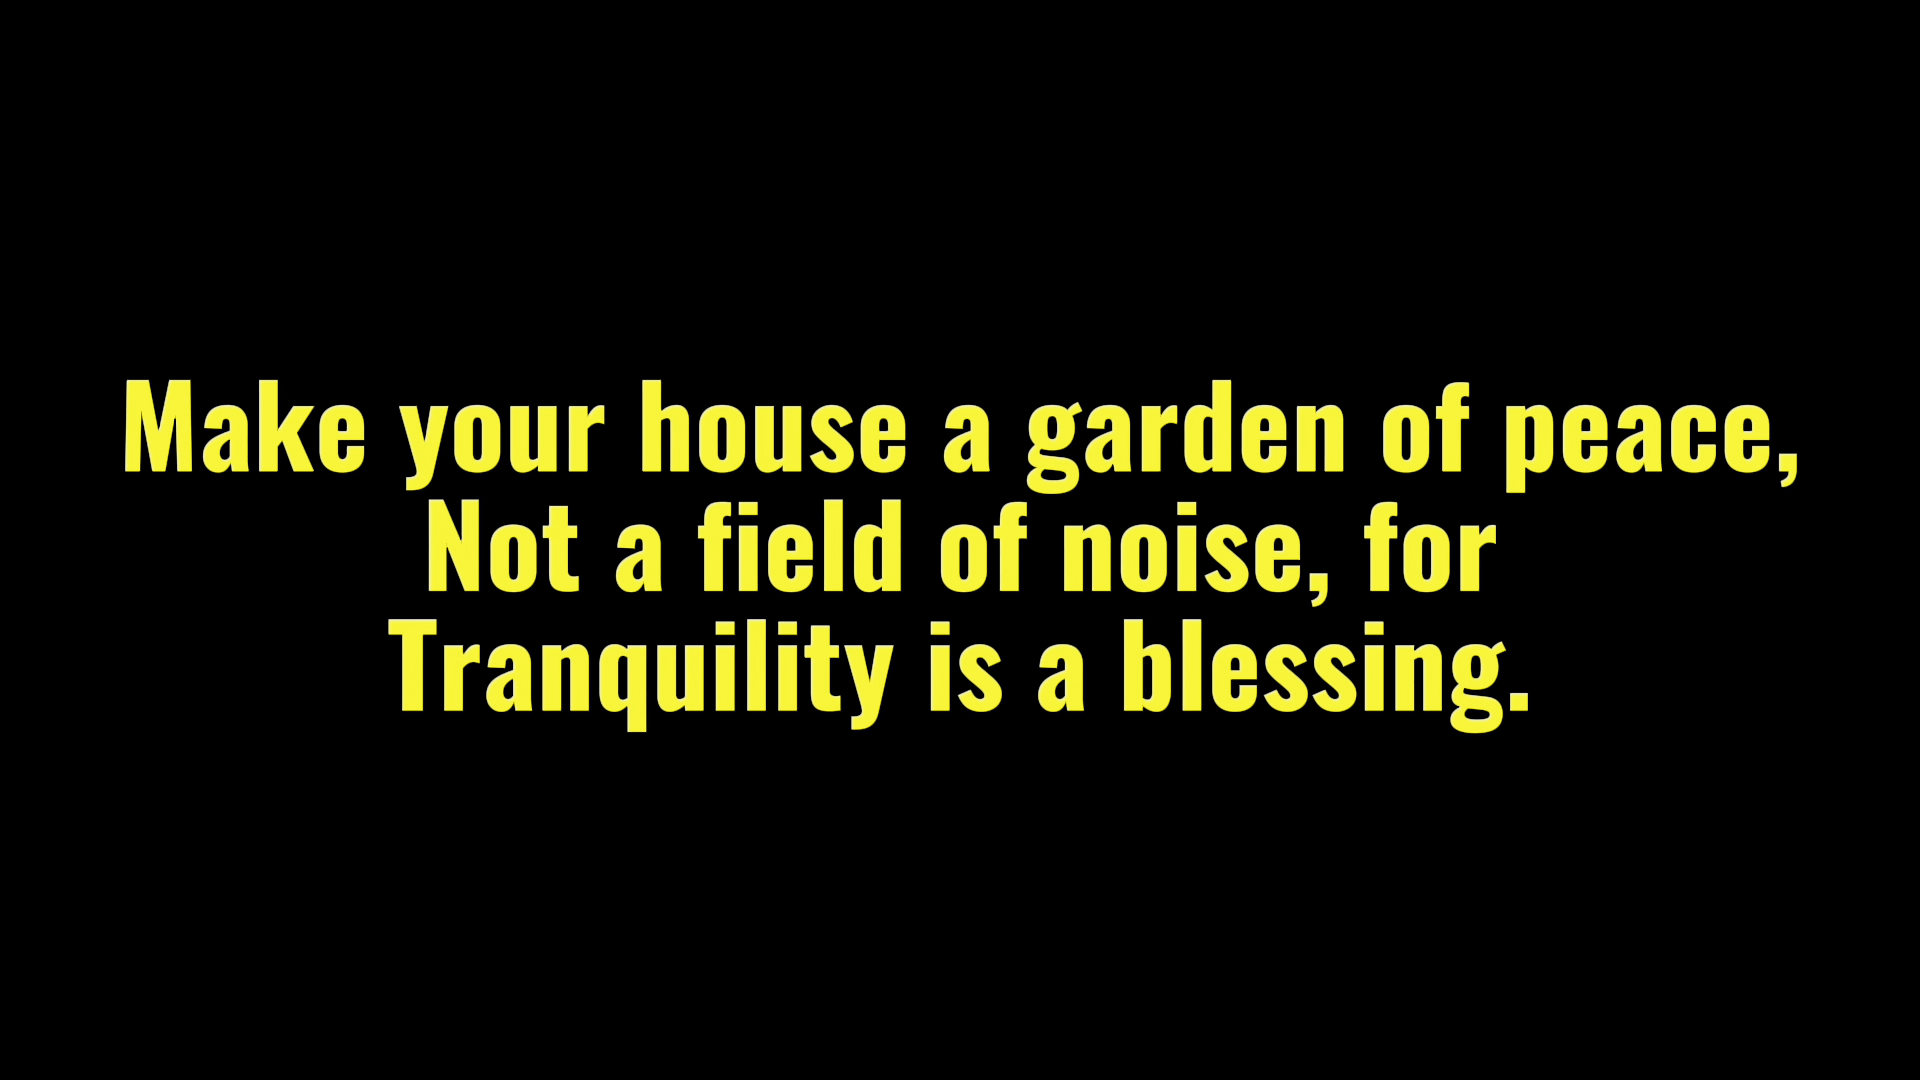 Make your house a garden of peace,
Not a field of noise, for
Tranquility is a blessing.